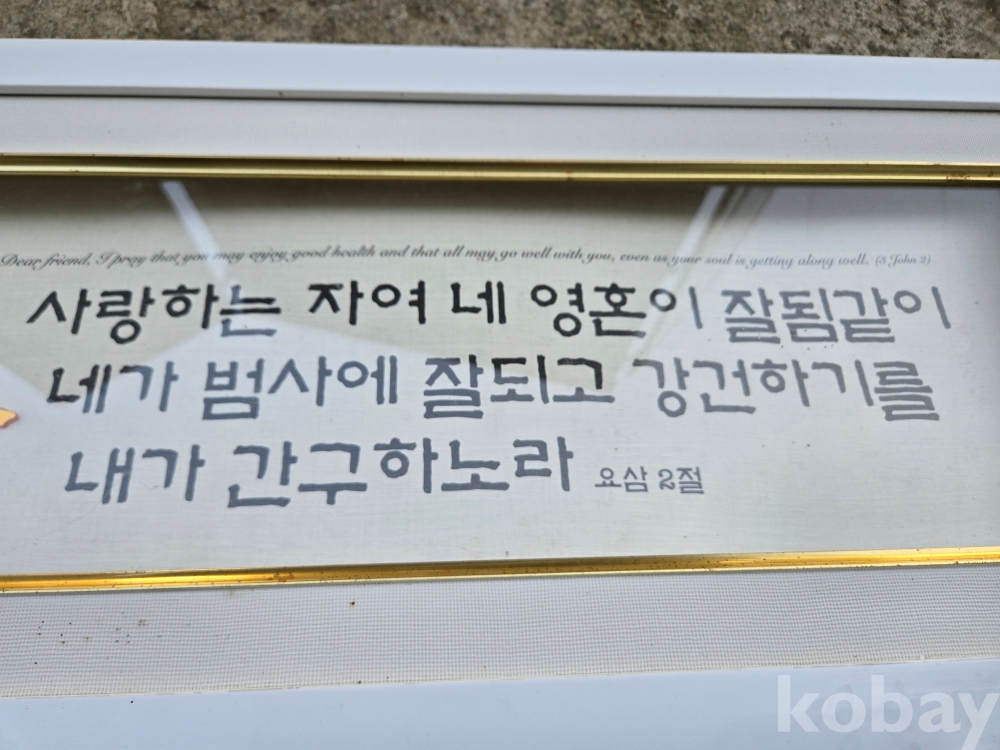 Dear friend, I pray that you may enjoy good health and that all may go well with you, even as your soul is getting along well. (3 John 2)
사랑하는 자여 네 영혼이 잘됨같이
네가 범사에 잘되고 강건하기를
내가 간구하노라 요삼 2절
kobay